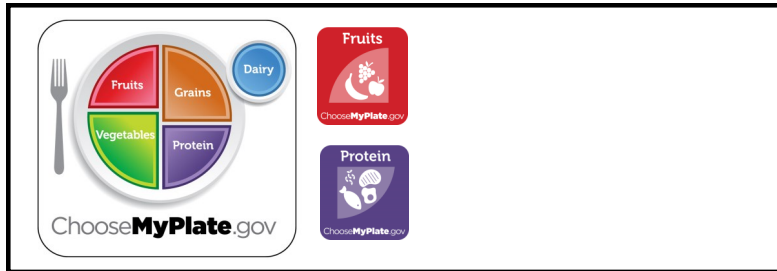 Fruits
Grains
Dairy
Vegetables
Protein
ChooseMyPlate.gov
Fruits
ChooseMyPlate.gov
Protein
ChooseMyPlate.gov